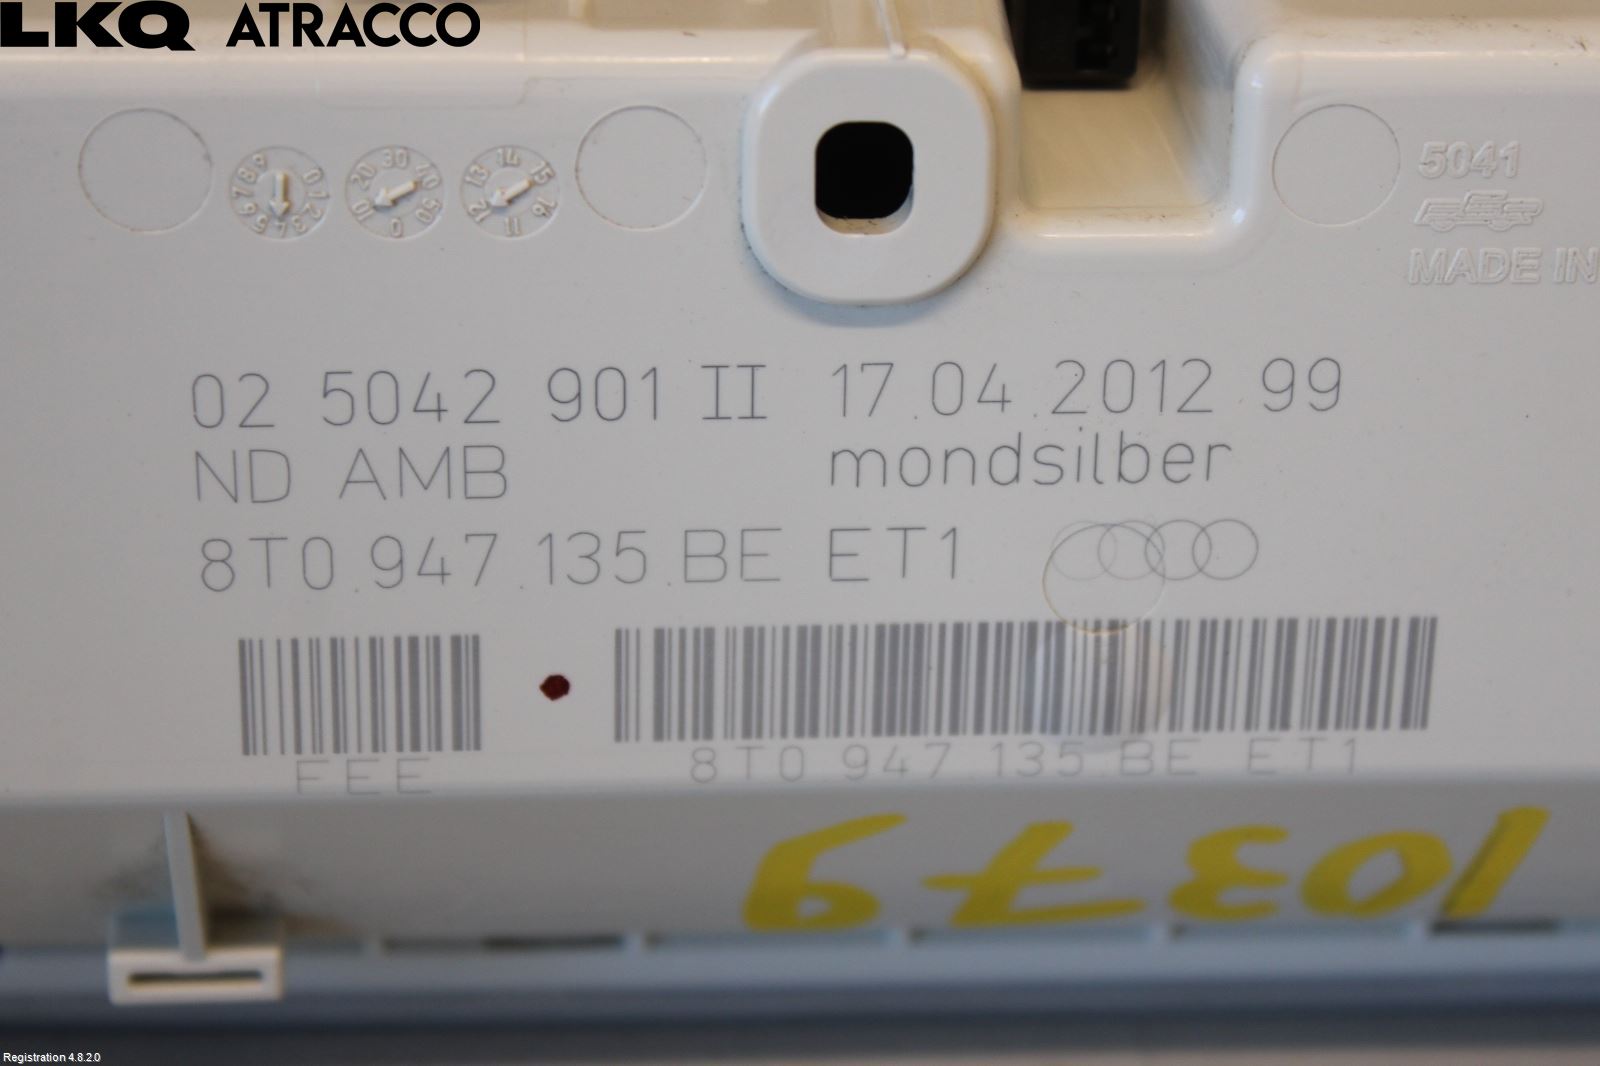 LKQ ATRACCO
5041
MADE IN
02 5042 901 II 17.04.2012 99
ND AMB mondsilber
8T0.947.135.BE ET1
FEE
8T0.947.135.BE ET1
10379
Registration 4.8.2.0